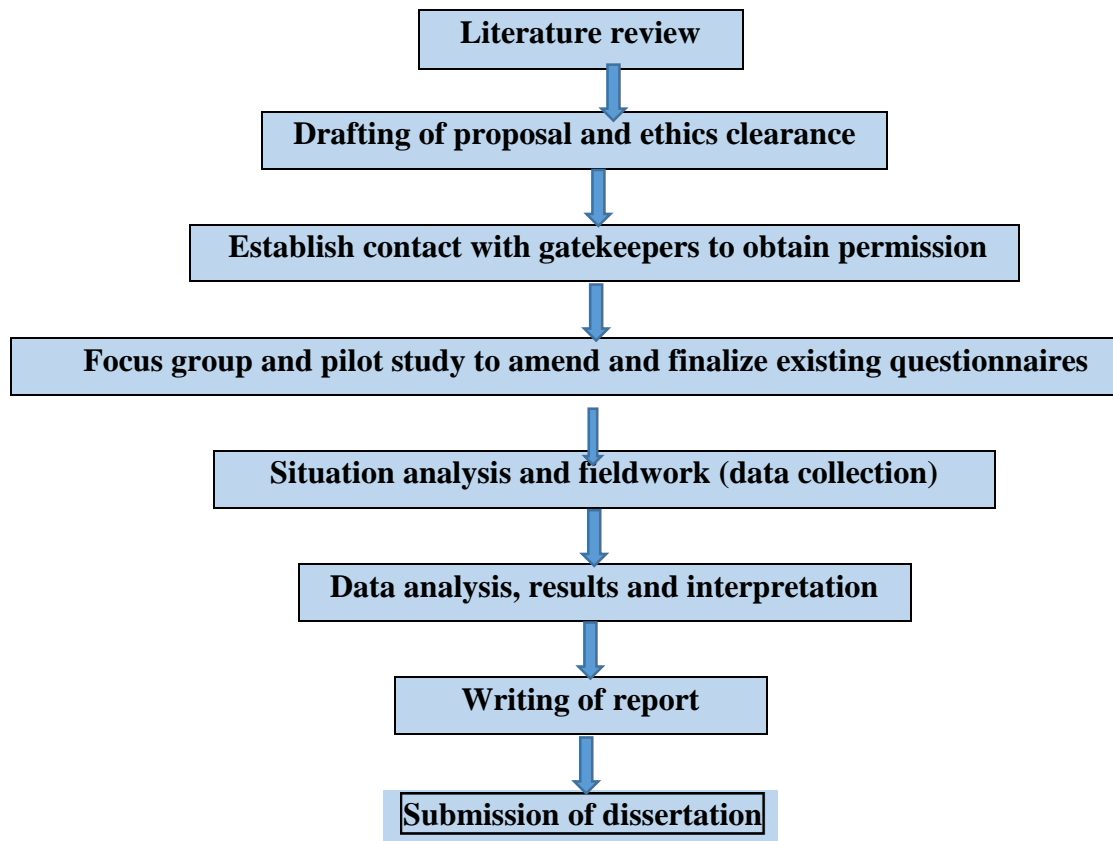 Literature review
Drafting of proposal and ethics clearance
Establish contact with gatekeepers to obtain permission
Focus group and pilot study to amend and finalize existing questionnaires
Situation analysis and fieldwork (data collection)
Data analysis, results and interpretation
Writing of report
Submission of dissertation